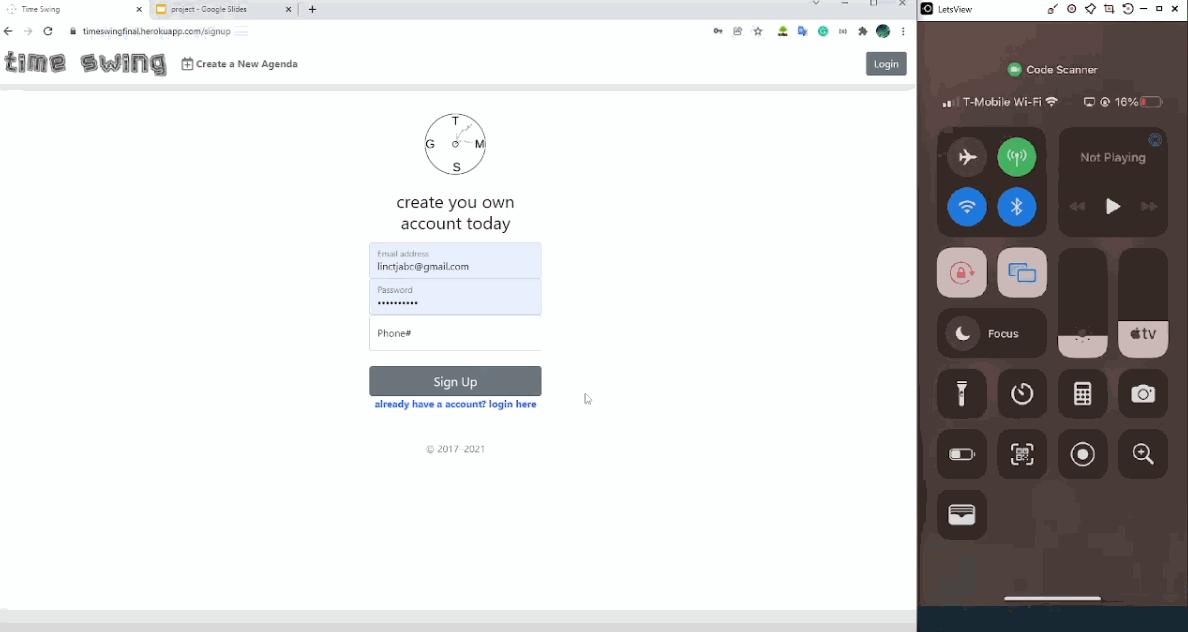 Time Swing
project - Google Slides
timeswingfinal.herokuapp.com/signup
time swing
Create a New Agenda
Login
T
G M
S
create you own
account today
Email address
linctjabc@gmail.com
Password
••••••••••
Phone#
Sign Up
already have a account? login here
© 2017–2021
LetsView
Code Scanner
T-Mobile Wi-Fi
16%
Not Playing
Focus
tv